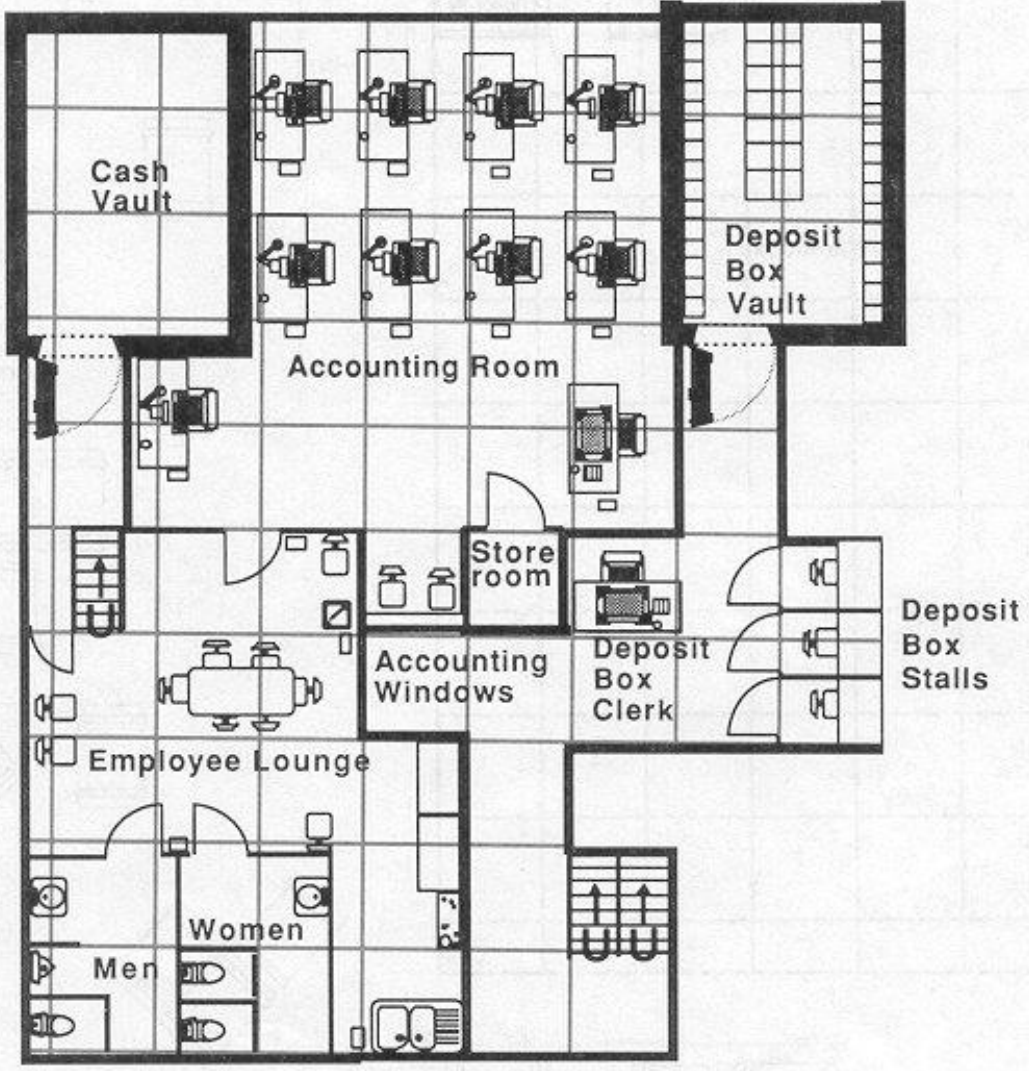 Cash
Vault
Deposit
Box
Vault
Accounting Room
Store
room
Accounting
Windows
Deposit
Box
Clerk
Deposit
Box
Stalls
Employee Lounge
Women
Men